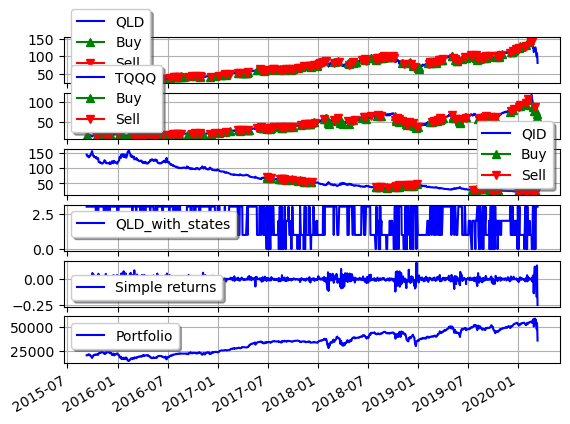 QLD
Buy
Sell
150
100
50
TQQQ
Buy
Sell
100
50
QID
Buy
Sell
150
100
50
QLD_with_states
2.5
0.0
Simple returns
0.00
−0.25
Portfolio
50000
25000
2015-07
2016-01
2016-07
2017-01
2017-07
2018-01
2018-07
2019-01
2019-07
2020-01